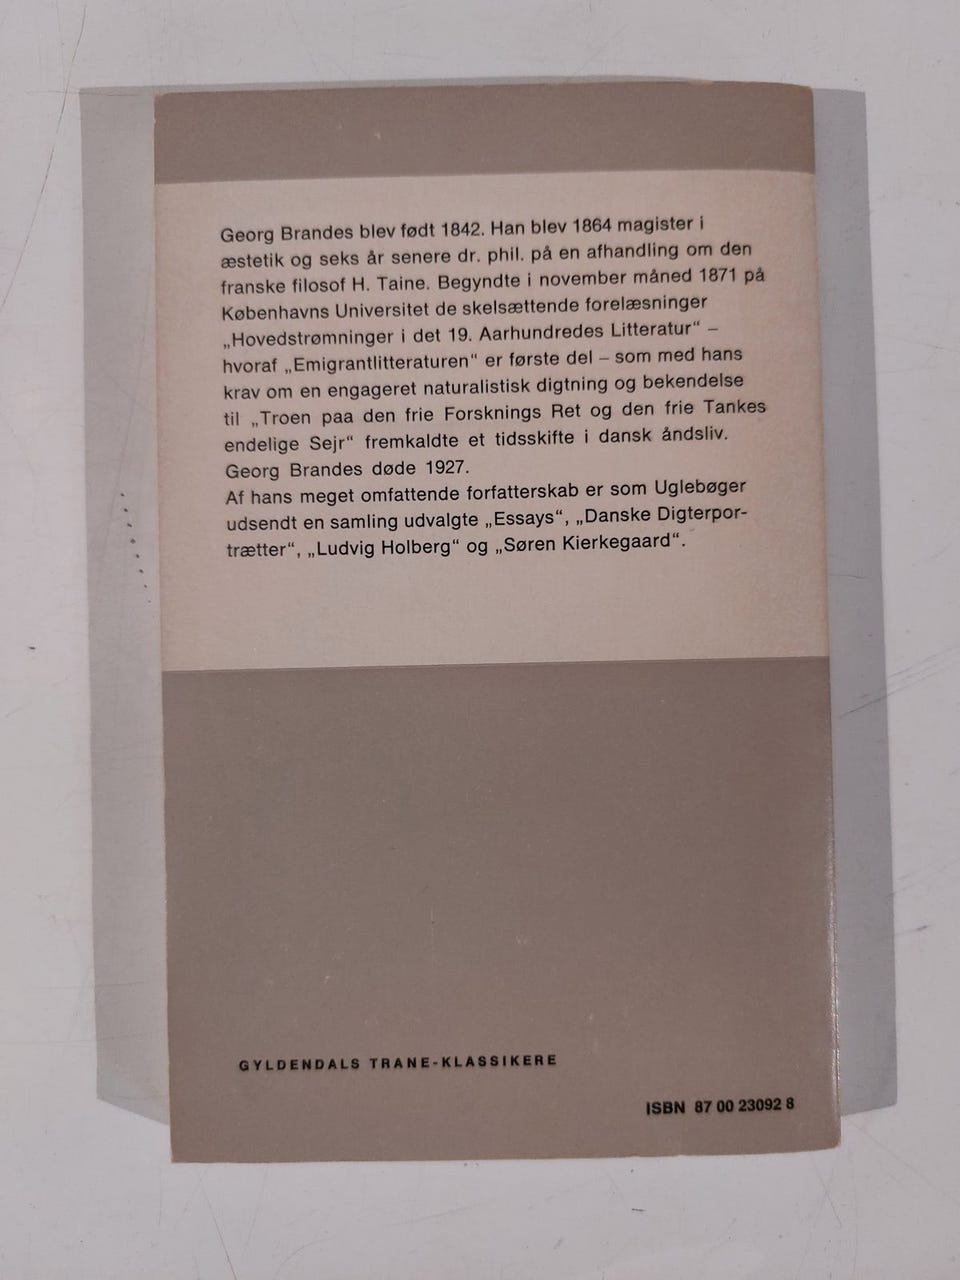 Georg Brandes blev født 1842. Han blev 1864 magister i
æstetik og seks år senere dr. phil. på en afhandling om den
franske filosof H. Taine. Begyndte i november måned 1871 på
Københavns Universitet de skelsættende forelæsninger
„Hovedstrømninger i det 19. Aarhundredes Litteratur“ –
hvoraf „Emigrantlitteraturen“ er første del – som med hans
krav om en engageret naturalistisk digtning og bekendelse
til „Troen paa den frie Forsknings Ret og den frie Tankes
endelige Sejr“ fremkaldte et tidsskifte i dansk åndsliv.
Georg Brandes døde 1927.
Af hans meget omfattende forfatterskab er som Uglebøger
udsendt en samling udvalgte „Essays“, „Danske Digterpor-
trætter“, „Ludvig Holberg“ og „Søren Kierkegaard“.
GYLDENDALS TRANE-KLASSIKERE
ISBN 87 00 23092 8